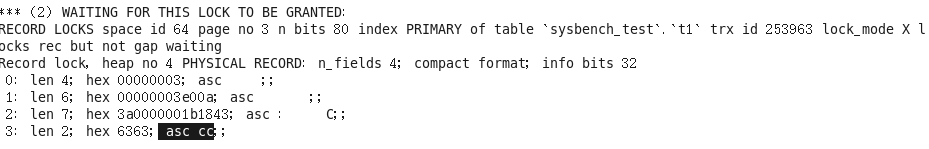 *** (2) WAITING FOR THIS LOCK TO BE GRANTED:
RECORD LOCKS space id 64 page no 3 n bits 80 index PRIMARY of table `sysbench_test`.`t1` trx id 253963 lock_mode X l
ocks rec but not gap waiting
Record lock, heap no 4 PHYSICAL RECORD: n_fields 4; compact format; info bits 32
0: len 4; hex 00000003; asc     ;;
1: len 6; hex 00000003e00a; asc       ;;
2: len 7; hex 3a0000001b1843; asc :      C;;
3: len 2; hex 6363; asc cc;;